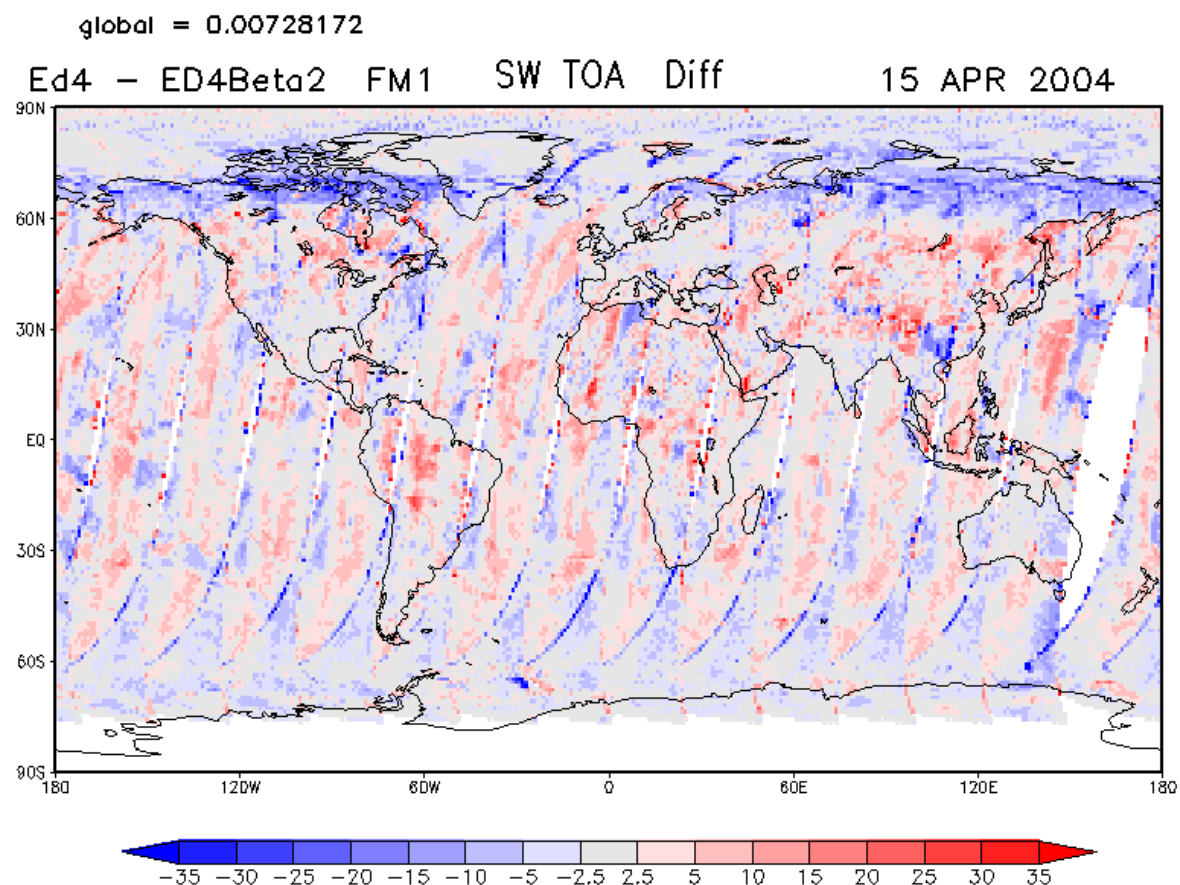 global = 0.00728172
Ed4 – ED4Beta2 FM1 SW TOA Diff 15 APR 2004
90N
60N
30N
EQ
30S
60S
90S
180 120W 60W 0 60E 120E 180
−35 −30 −25 −20 −15 −10 −5 −2.5 2.5 5 10 15 20 25 30 35